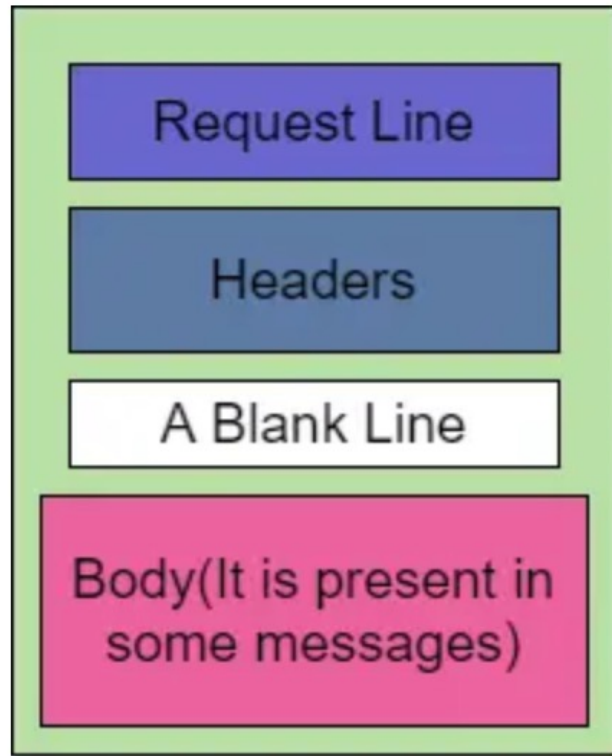 Request Line
Headers
A Blank Line
Body(It is present in
some messages)